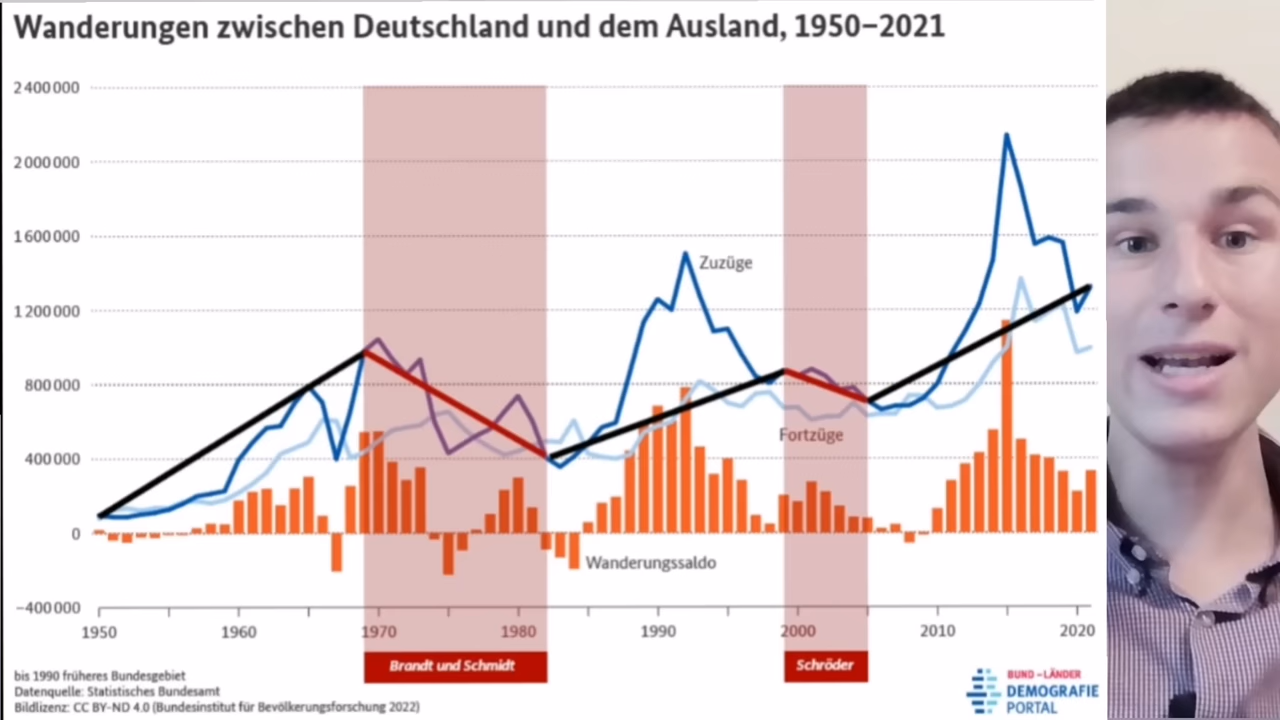 Wanderungen zwischen Deutschland und dem Ausland, 1950–2021
2400000
2000000
1600000
1200000
800000
400000
0
−400000
Zuzüge
Fortzüge
Wanderungssaldo
1950
1960
1970
1980
1990
2000
2010
2020
Brandt und Schmidt
Schröder
bis 1990 früheres Bundesgebiet
Datenquelle: Statistisches Bundesamt
Bildlizenz: CC BY-ND 4.0 (Bundesinstitut für Bevölkerungsforschung 2022)
BUND-LÄNDER
DEMOGRAFIE
PORTAL